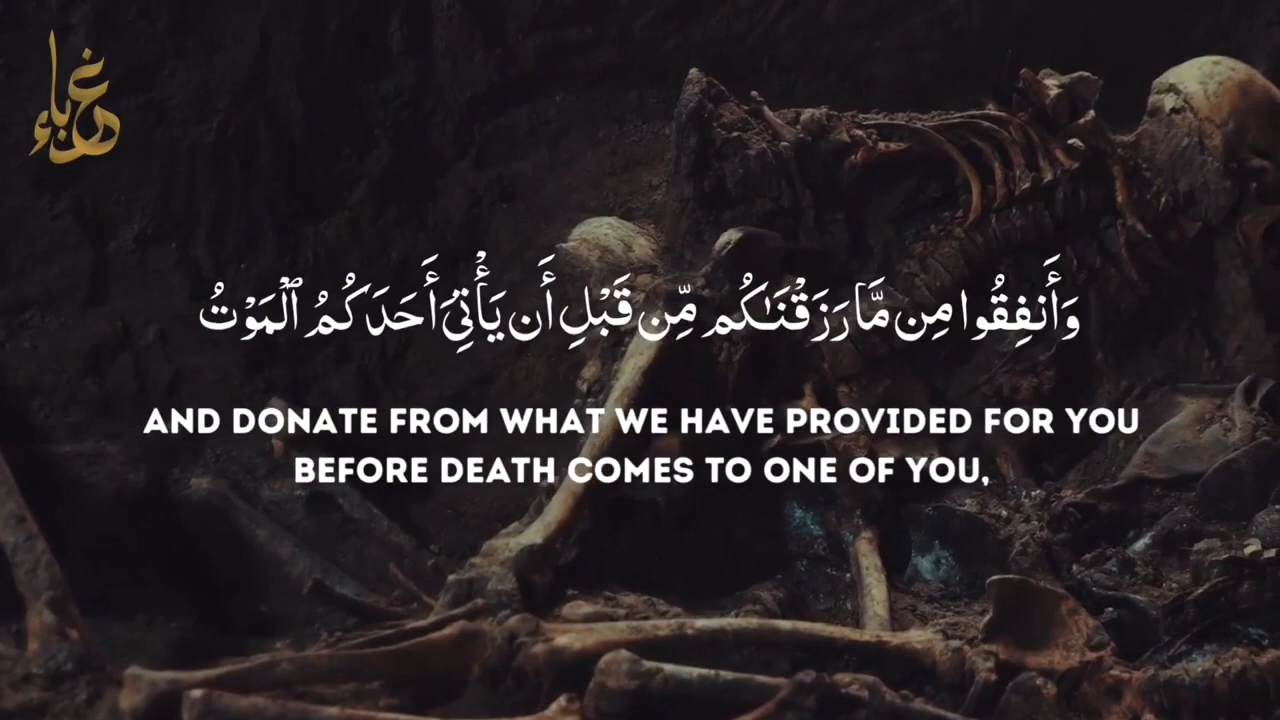 غرباء
وَأَنفِقُوا مِن مَّا رَزَقْنَـٰكُم مِّن قَبْلِ أَن يَأْتِىَ أَحَدَكُمُ ٱلْمَوْتُ
AND DONATE FROM WHAT WE HAVE PROVIDED FOR YOU
BEFORE DEATH COMES TO ONE OF YOU,